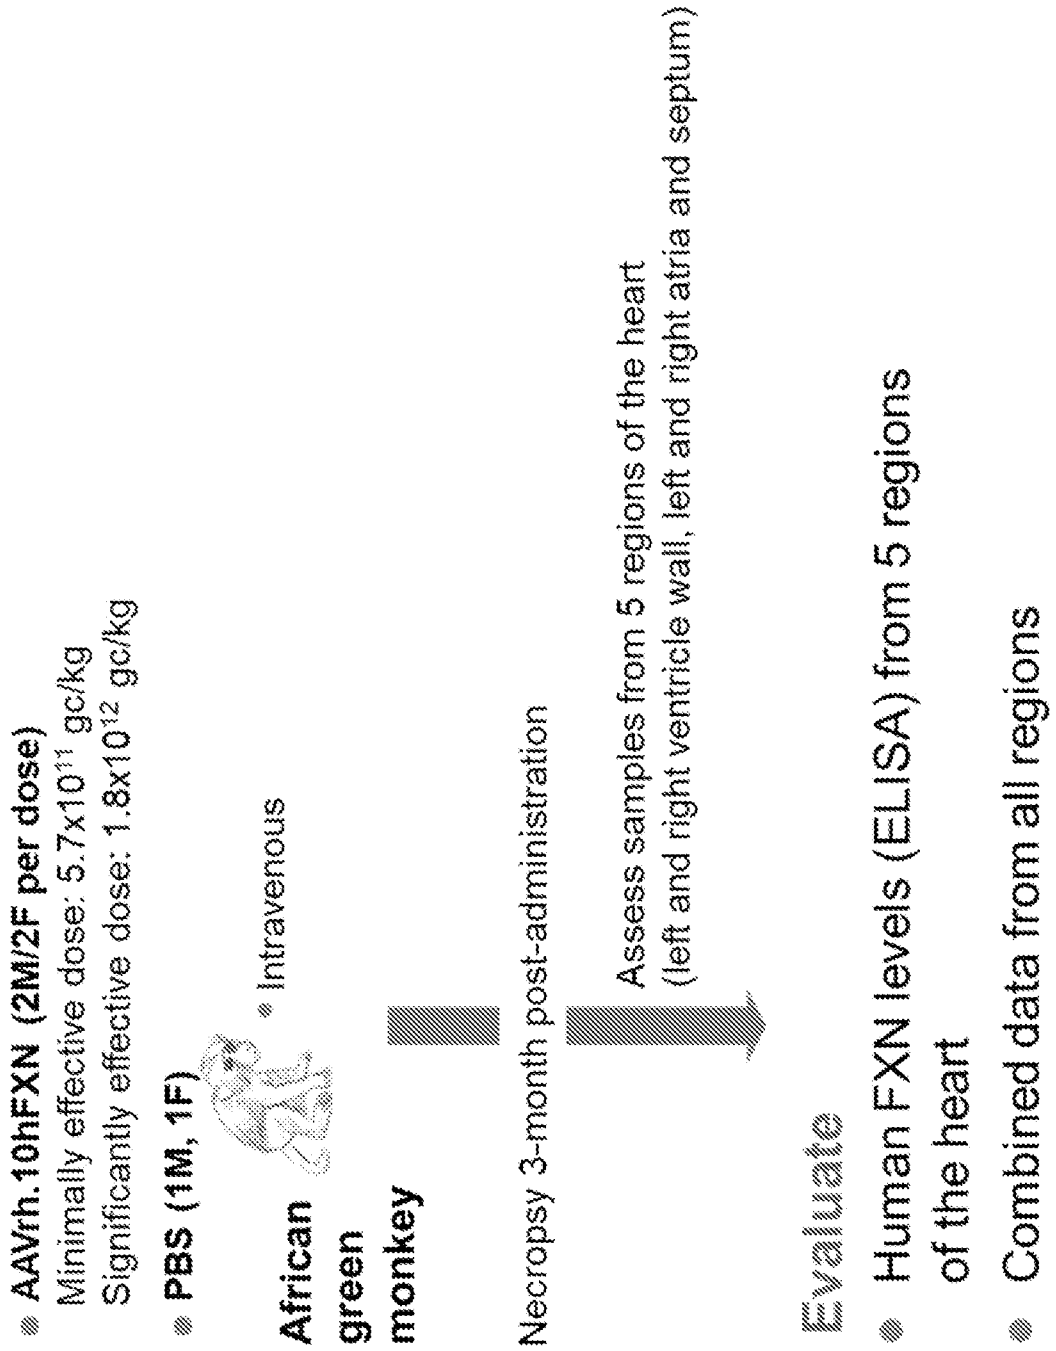 AAVrh.10hFXN (2M/2F per dose)
Minimally effective dose: 5.7x10¹¹ gc/kg
Significantly effective dose: 1.8x10¹² gc/kg
PBS (1M, 1F)
Intravenous
African
green
monkey
Necropsy 3-month post-administration
Assess samples from 5 regions of the heart
(left and right ventricle wall, left and right atria and septum)
Evaluate
Human FXN levels (ELISA) from 5 regions
of the heart
Combined data from all regions